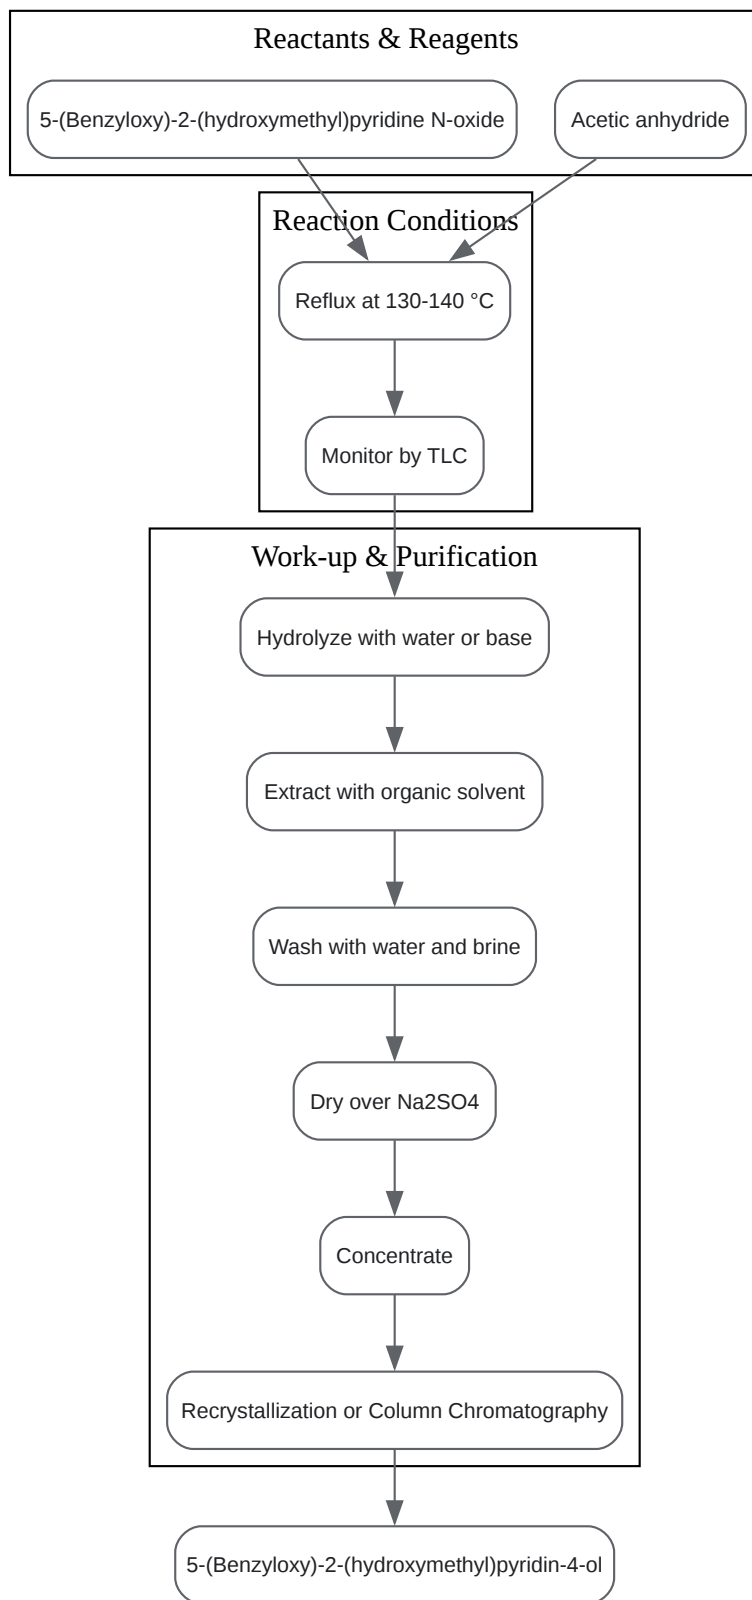 Reactants & Reagents
5-(Benzyloxy)-2-(hydroxymethyl)pyridine N-oxide
Acetic anhydride
Reaction Conditions
Reflux at 130-140 °C
Monitor by TLC
Work-up & Purification
Hydrolyze with water or base
Extract with organic solvent
Wash with water and brine
Dry over Na2SO4
Concentrate
Recrystallization or Column Chromatography
5-(Benzyloxy)-2-(hydroxymethyl)pyridin-4-ol